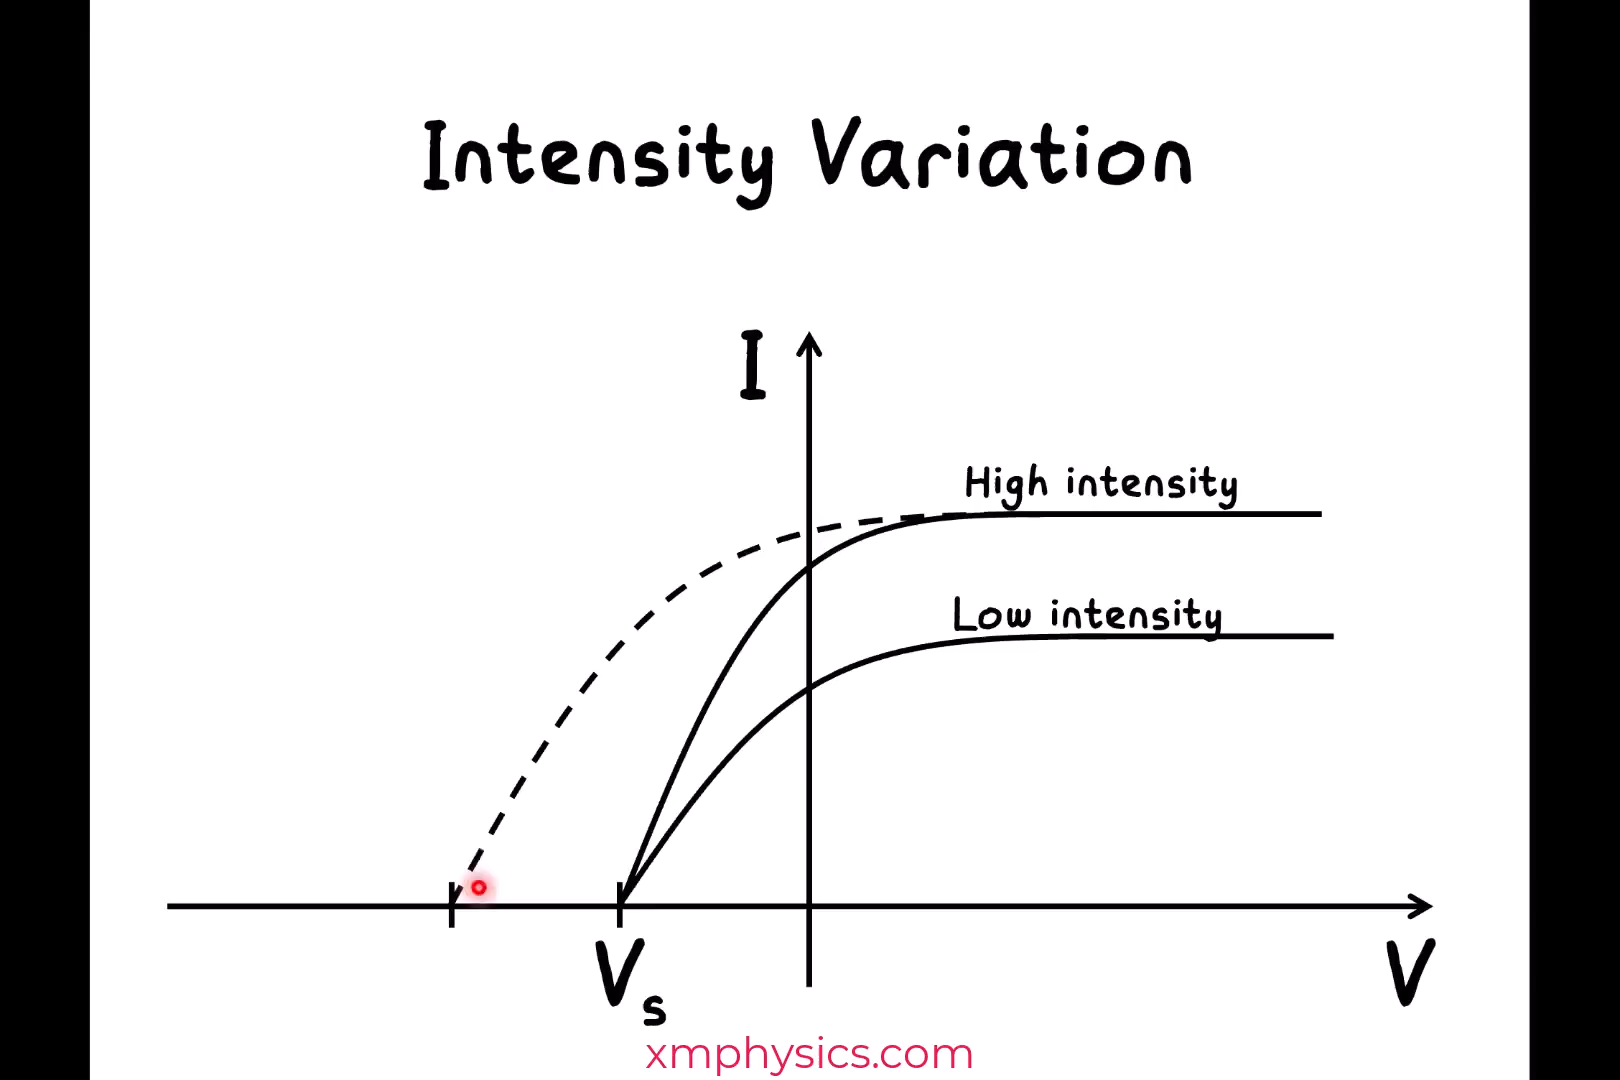 Intensity Variation
I
High intensity
Low intensity
Vs
V
xmphysics.com